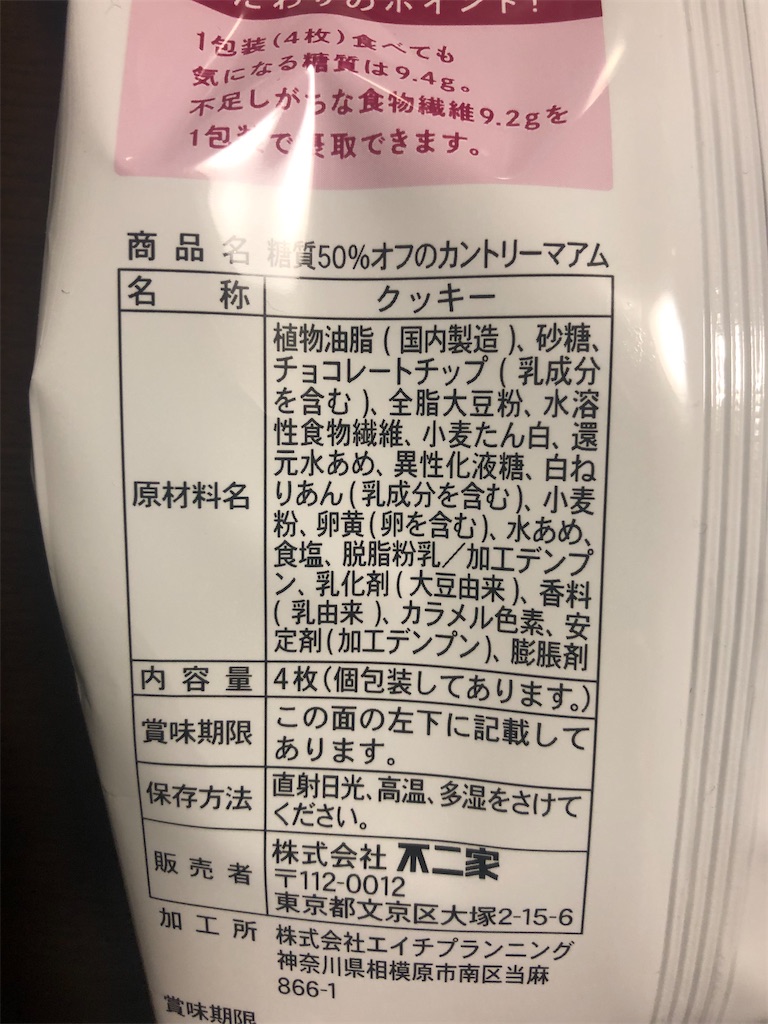 こだわりのポイント!
1包装(4枚)食べても
気になる糖質は9.4g。
不足しがちな食物繊維9.2gを
1包装で摂取できます。
商品名 糖質50%オフのカントリーマアム
名称 クッキー
原材料名
植物油脂(国内製造)、砂糖、
チョコレートチップ(乳成分
を含む)、全脂大豆粉、水溶
性食物繊維、小麦たん白、還
元水あめ、異性化液糖、白ね
りあん(乳成分を含む)、小麦
粉、卵黄(卵を含む)、水あめ、
食塩、脱脂粉乳/加工デンプ
ン、乳化剤(大豆由来)、香料
(乳由来)、カラメル色素、安
定剤(加工デンプン)、膨脹剤
内容量 4枚(個包装してあります。)
賞味期限 この面の左下に記載して
あります。
保存方法 直射日光、高温、多湿をさけて
ください。
販売者 株式会社 不二家
〒112-0012
東京都文京区大塚2-15-6
加工所 株式会社エイチプランニング
神奈川県相模原市南区当麻
866-1
賞味期限